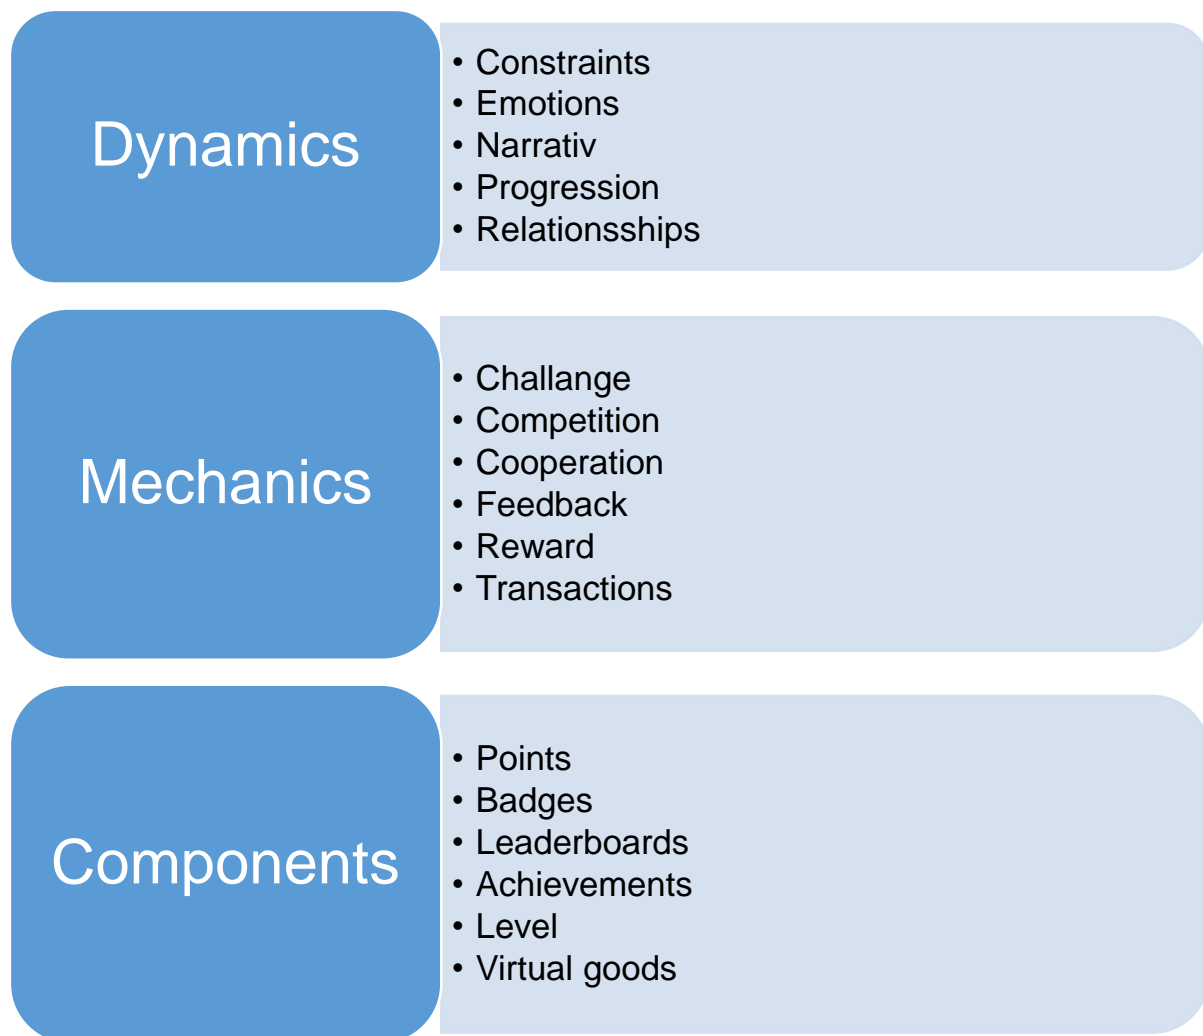 Dynamics
• Constraints
• Emotions
• Narrativ
• Progression
• Relationsships
Mechanics
• Challange
• Competition
• Cooperation
• Feedback
• Reward
• Transactions
Components
• Points
• Badges
• Leaderboards
• Achievements
• Level
• Virtual goods